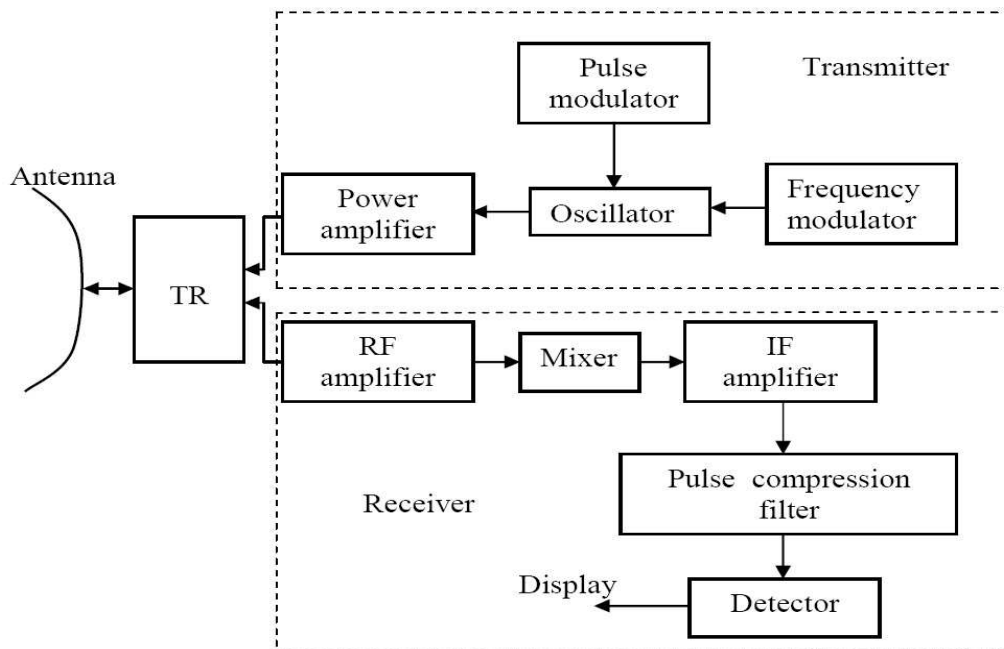 Pulse
modulator
Transmitter
Antenna
Power
amplifier
Oscillator
Frequency
modulator
TR
RF
amplifier
Mixer
IF
amplifier
Pulse compression
filter
Receiver
Display
Detector